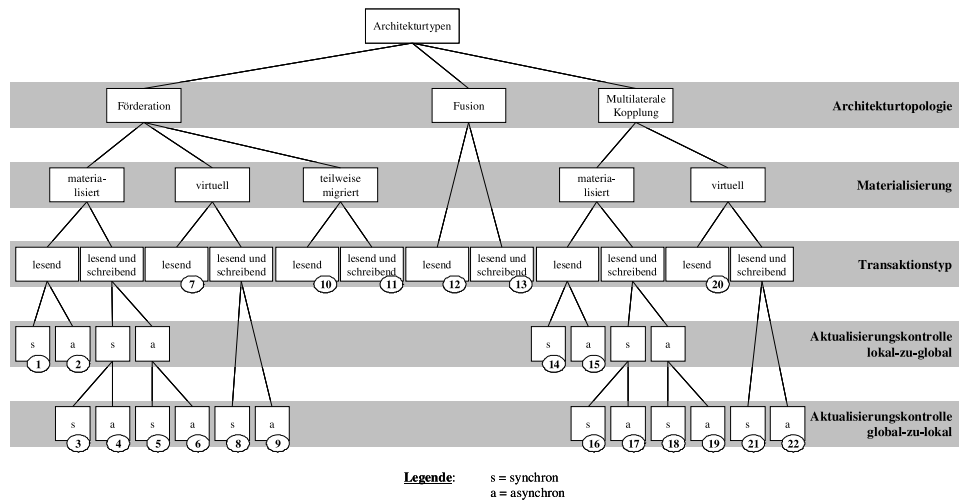 Architekturtypen
Förderation
Fusion
Multilaterale
Kopplung
Architekturtopologie
materia-
lisiert
virtuell
teilweise
migriert
materia-
lisiert
virtuell
Materialisierung
lesend
lesend und
schreibend
lesend
lesend und
schreibend
lesend
lesend und
schreibend
lesend
lesend und
schreibend
lesend
lesend und
schreibend
lesend
lesend und
schreibend
Transaktionstyp
7
10
11
12
13
20
s
a
s
a
s
a
s
a
Aktualisierungskontrolle
lokal-zu-global
1
2
14
15
s
a
s
a
s
a
s
a
s
a
s
a
Aktualisierungskontrolle
global-zu-lokal
3
4
5
6
8
9
16
17
18
19
21
22
Legende: s = synchron
a = asynchron